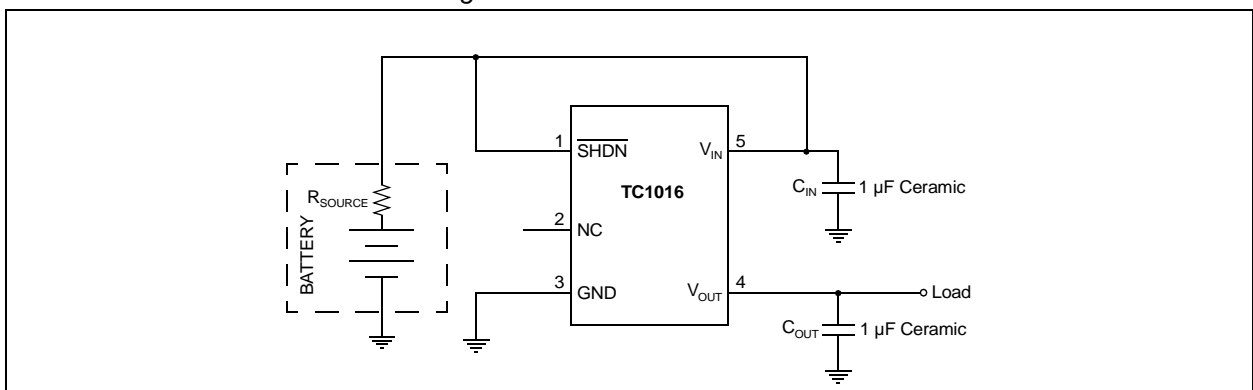 1
SHDN
2
NC
3
GND
TC1016
V_IN
5
V_OUT
4
R_SOURCE
BATTERY
C_IN
1 µF Ceramic
Load
C_OUT
1 µF Ceramic